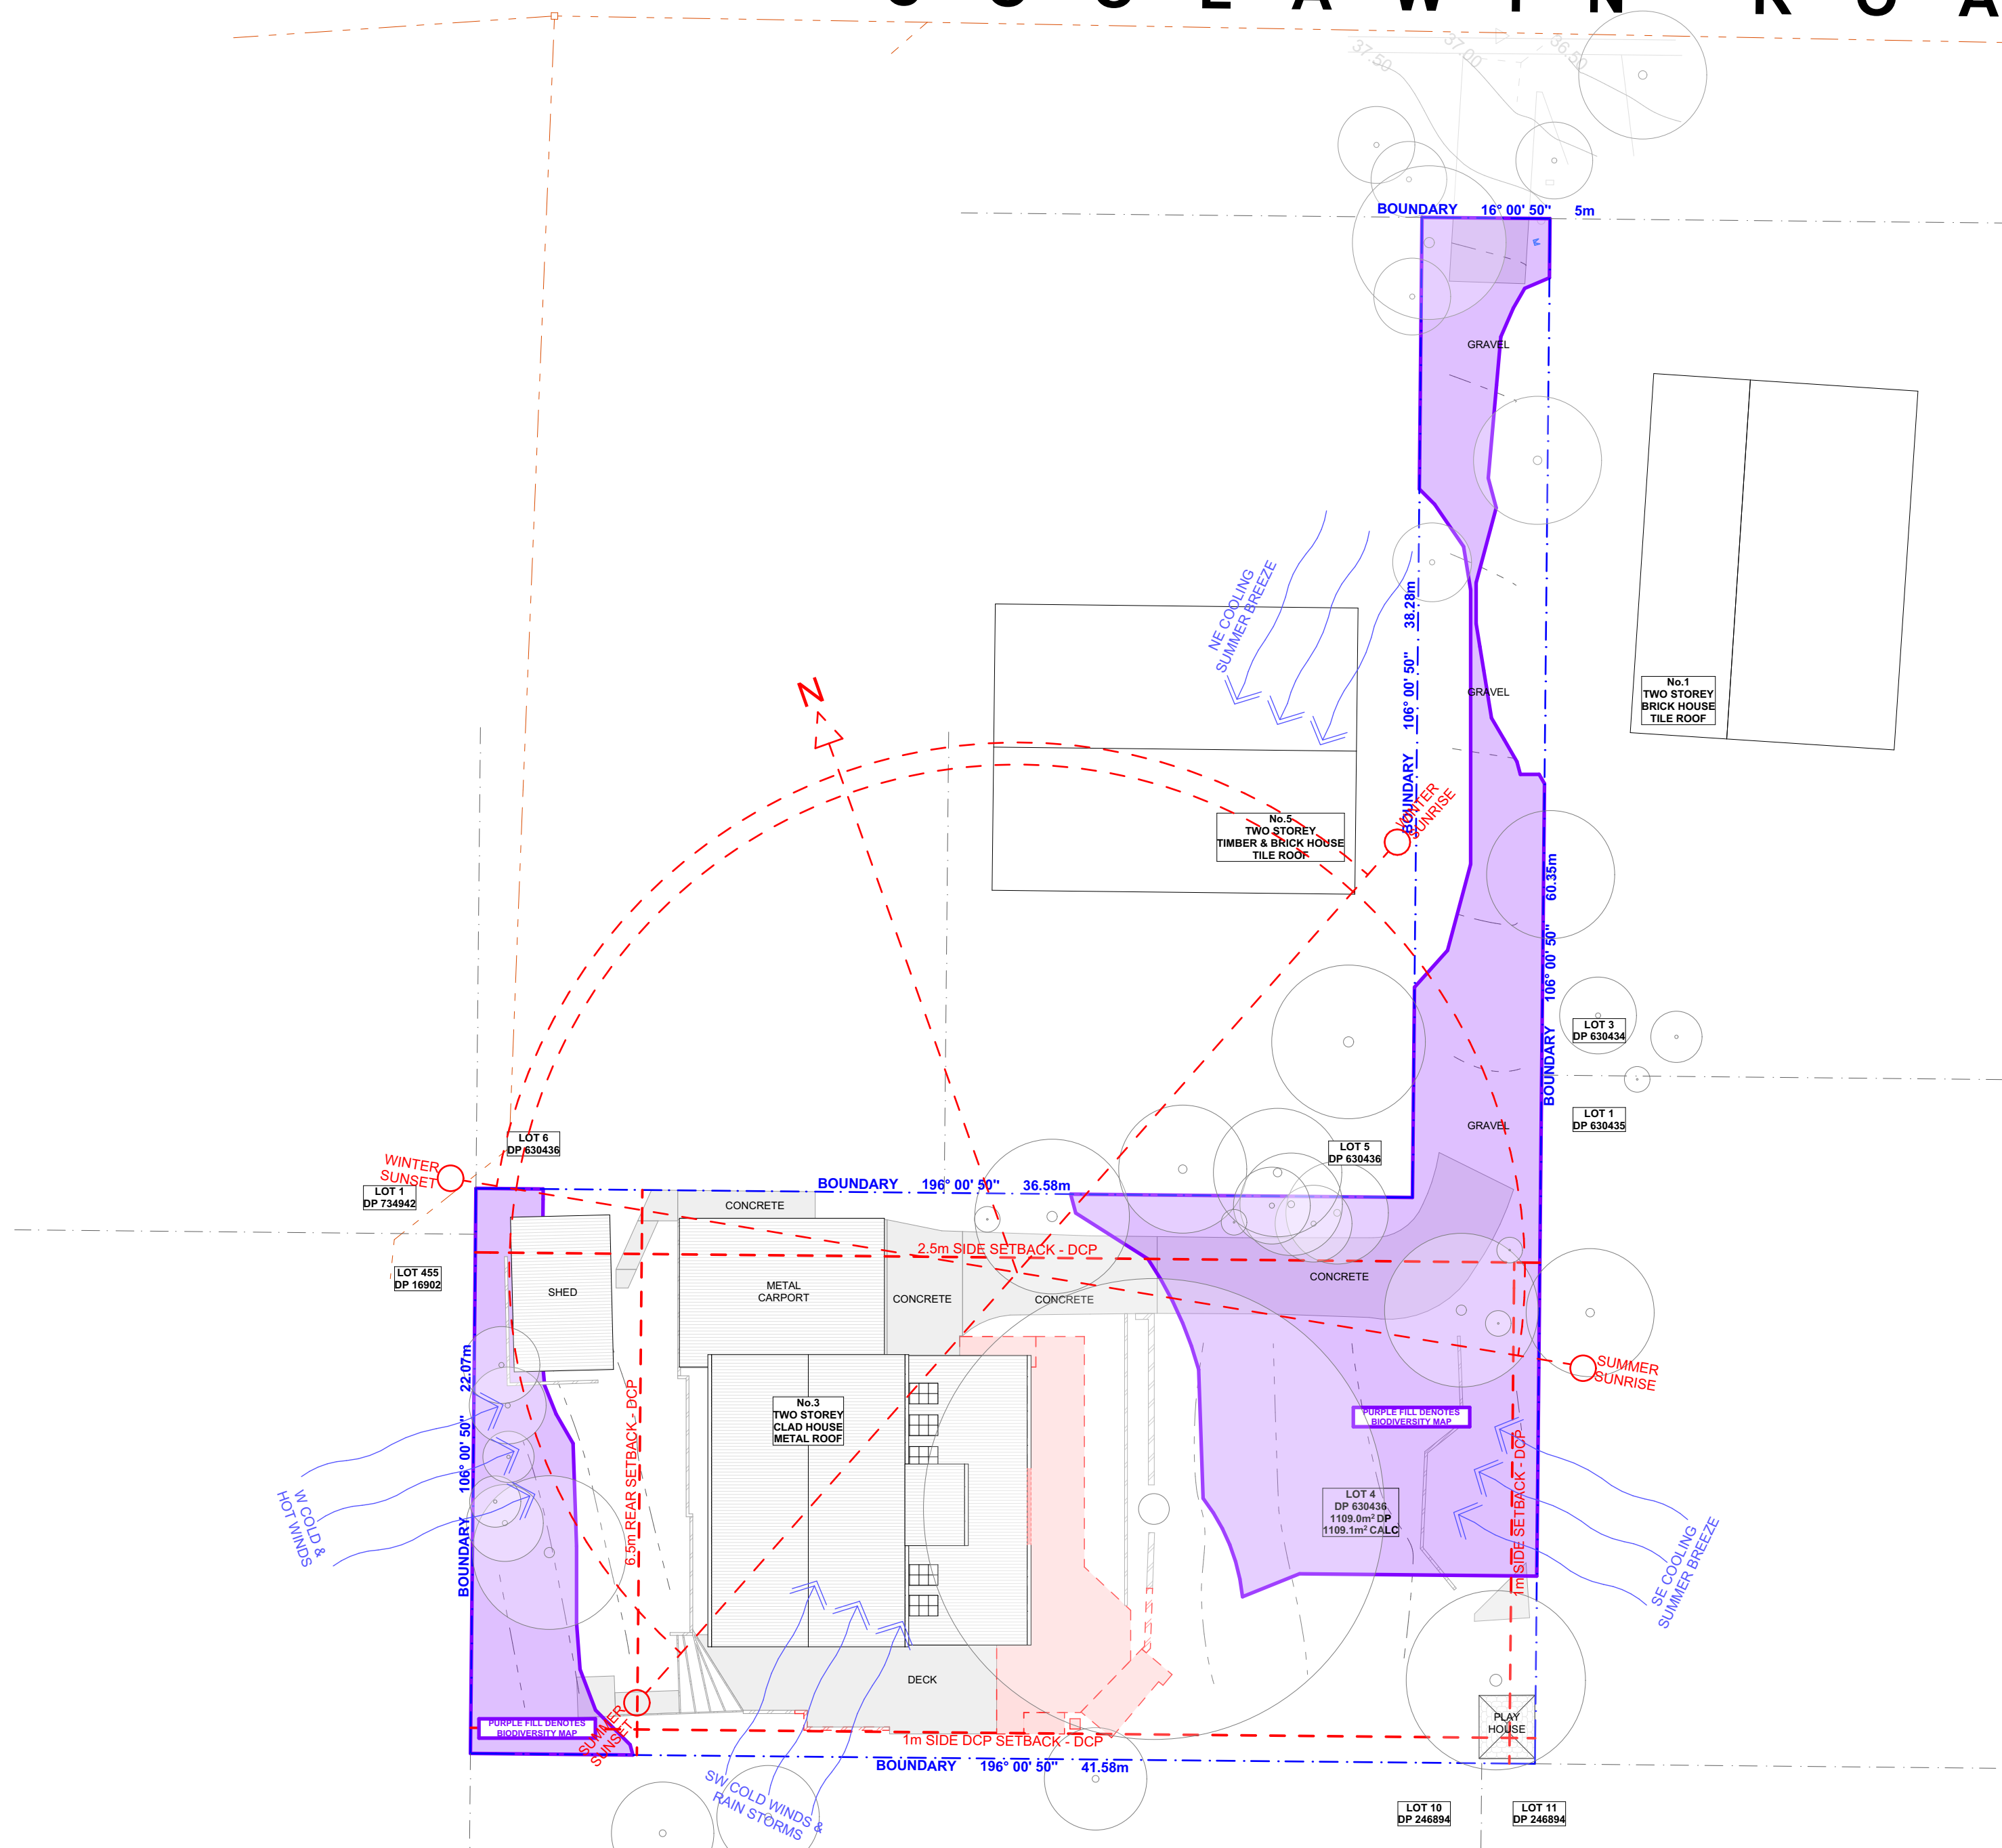 37.50
37.00
36.50
BOUNDARY 16° 00' 50" 5m
GRAVEL
NE COOLING
SUMMER BREEZE
BOUNDARY 106° 00' 50" 38.28m
No.1
TWO STOREY
BRICK HOUSE
TILE ROOF
N
GRAVEL
WINTER
SUNRISE
No.5
TWO STOREY
TIMBER & BRICK HOUSE
TILE ROOF
BOUNDARY 106° 00' 50" 60.35m
LOT 3
DP 630434
LOT 1
DP 630435
GRAVEL
LOT 6
DP 630436
LOT 5
DP 630436
WINTER
SUNSET
LOT 1
DP 734942
BOUNDARY 196° 00' 50" 36.58m
CONCRETE
2.5m SIDE SETBACK - DCP
LOT 455
DP 16902
SHED
METAL
CARPORT
CONCRETE
CONCRETE
CONCRETE
SUMMER
SUNRISE
BOUNDARY 106° 00' 50" 22.07m
6.5m REAR SETBACK - DCP
No.3
TWO STOREY
CLAD HOUSE
METAL ROOF
PURPLE FILL DENOTES
BIODIVERSITY MAP
1m SIDE SETBACK - DCP
LOT 4
DP 630436
1109.0m² DP
1109.1m² CALC
W COLD &
HOT WINDS
SE COOLING
SUMMER BREEZE
DECK
PURPLE FILL DENOTES
BIODIVERSITY MAP
SUMMER
SUNSET
PLAY
HOUSE
1m SIDE DCP SETBACK - DCP
BOUNDARY 196° 00' 50" 41.58m
SW COLD WINDS &
RAIN STORMS
LOT 10
DP 246894
LOT 11
DP 246894